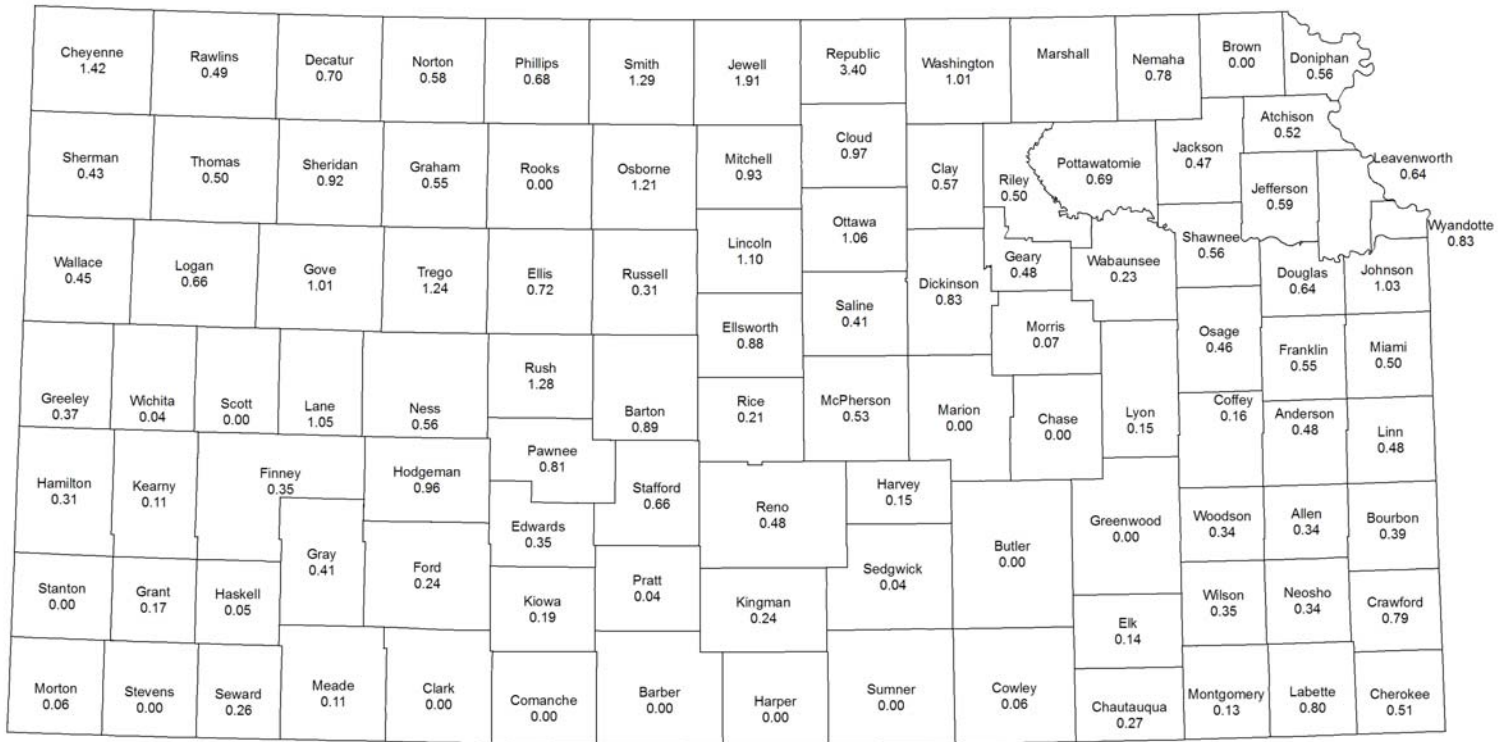 Cheyenne
1.42
Rawlins
0.49
Decatur
0.70
Norton
0.58
Phillips
0.68
Smith
1.29
Jewell
1.91
Republic
3.40
Washington
1.01
Marshall
Nemaha
0.78
Brown
0.00
Doniphan
0.56
Atchison
0.52
Sherman
0.43
Thomas
0.50
Sheridan
0.92
Graham
0.55
Rooks
0.00
Osborne
1.21
Mitchell
0.93
Cloud
0.97
Clay
0.57
Riley
0.50
Pottawatomie
0.69
Jackson
0.47
Jefferson
0.59
Leavenworth
0.64
Wyandotte
0.83
Wallace
0.45
Logan
0.66
Gove
1.01
Trego
1.24
Ellis
0.72
Russell
0.31
Lincoln
1.10
Ottawa
1.06
Dickinson
0.83
Geary
0.48
Wabaunsee
0.23
Shawnee
0.56
Douglas
0.64
Johnson
1.03
Ellsworth
0.88
Saline
0.41
Morris
0.07
Osage
0.46
Franklin
0.55
Miami
0.50
Greeley
0.37
Wichita
0.04
Scott
0.00
Lane
1.05
Ness
0.56
Rush
1.28
Barton
0.89
Rice
0.21
McPherson
0.53
Marion
0.00
Chase
0.00
Lyon
0.15
Coffey
0.16
Anderson
0.48
Linn
0.48
Hamilton
0.31
Kearny
0.11
Finney
0.35
Hodgeman
0.96
Pawnee
0.81
Stafford
0.66
Reno
0.48
Harvey
0.15
Edwards
0.35
Gray
0.41
Ford
0.24
Butler
0.00
Greenwood
0.00
Woodson
0.34
Allen
0.34
Bourbon
0.39
Stanton
0.00
Grant
0.17
Haskell
0.05
Kiowa
0.19
Pratt
0.04
Kingman
0.24
Sedgwick
0.04
Elk
0.14
Wilson
0.35
Neosho
0.34
Crawford
0.79
Morton
0.06
Stevens
0.00
Seward
0.26
Meade
0.11
Clark
0.00
Comanche
0.00
Barber
0.00
Harper
0.00
Sumner
0.00
Cowley
0.06
Chautauqua
0.27
Montgomery
0.13
Labette
0.80
Cherokee
0.51